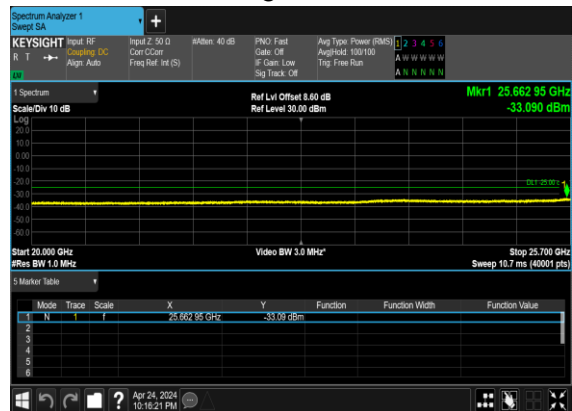 Spectrum Analyzer 1
Swept SA
KEYSIGHT
R T
Input: RF
Coupling: DC
Align: Auto
Input Z: 50 Ω
Corr CCorr
Freq Ref: Int (S)
#Atten: 40 dB
PNO: Fast
Gate: Off
IF Gain: Low
Sig Track: Off
Avg Type: Power (RMS)
Avg|Hold: 100/100
Trig: Free Run
1 2 3 4 5 6
A W W W W W
A N N N N N
1 Spectrum
Scale/Div 10 dB
Ref Lvl Offset 8.60 dB
Ref Level 30.00 dBm
Mkr1 25.662 95 GHz
-33.090 dBm
Log
20.0
10.0
0.00
-10.0
-20.0
-30.0
-40.0
-50.0
-60.0
1
Start 20.000 GHz
#Res BW 1.0 MHz
Video BW 3.0 MHz*
Stop 25.700 GHz
Sweep 10.7 ms (40001 pts)
5 Marker Table
Mode Trace Scale X Y Function Function Width Function Value
1 N 1 f 25.662 95 GHz -33.09 dBm
2
3
4
5
6
?
Apr 24, 2024
10:16:21 PM